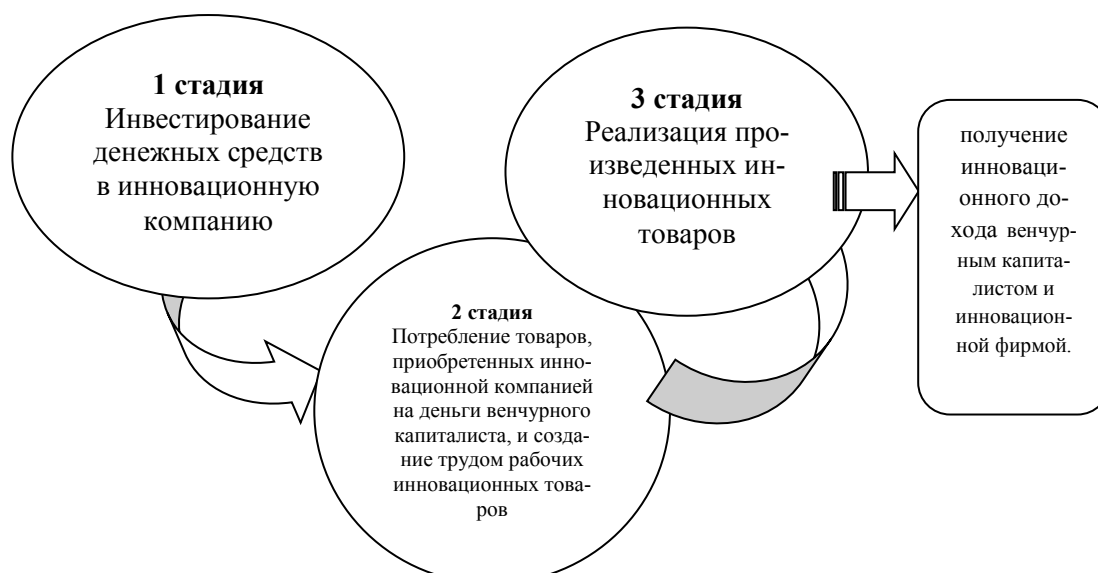 1 стадия
Инвестирование
денежных средств
в инновационную
компанию
2 стадия
Потребление товаров,
приобретенных инно-
вационной компанией
на деньги венчурного
капиталиста, и созда-
ние трудом рабочих
инновационных това-
ров
3 стадия
Реализация про-
изведенных ин-
новационных
товаров
получение
инноваци-
онного до-
хода венчур-
ным капита-
листом и
инновацион-
ной фирмой.